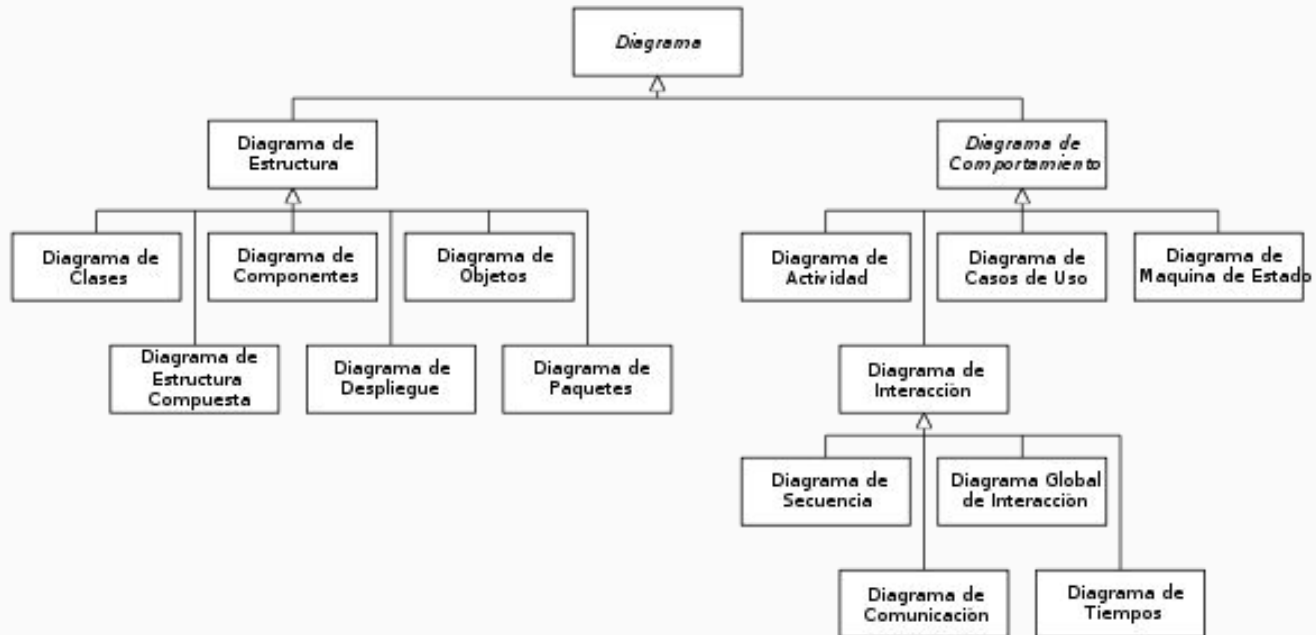 Diagrama
Diagrama de
Estructura
Diagrama de
Comportamiento
Diagrama de
Clases
Diagrama de
Componentes
Diagrama de
Objetos
Diagrama de
Actividad
Diagrama de
Casos de Uso
Diagrama de
Maquina de Estado
Diagrama de
Estructura
Compuesta
Diagrama de
Despliegue
Diagrama de
Paquetes
Diagrama de
Interacción
Diagrama de
Secuencia
Diagrama Global
de Interacción
Diagrama de
Comunicación
Diagrama de
Tiempos